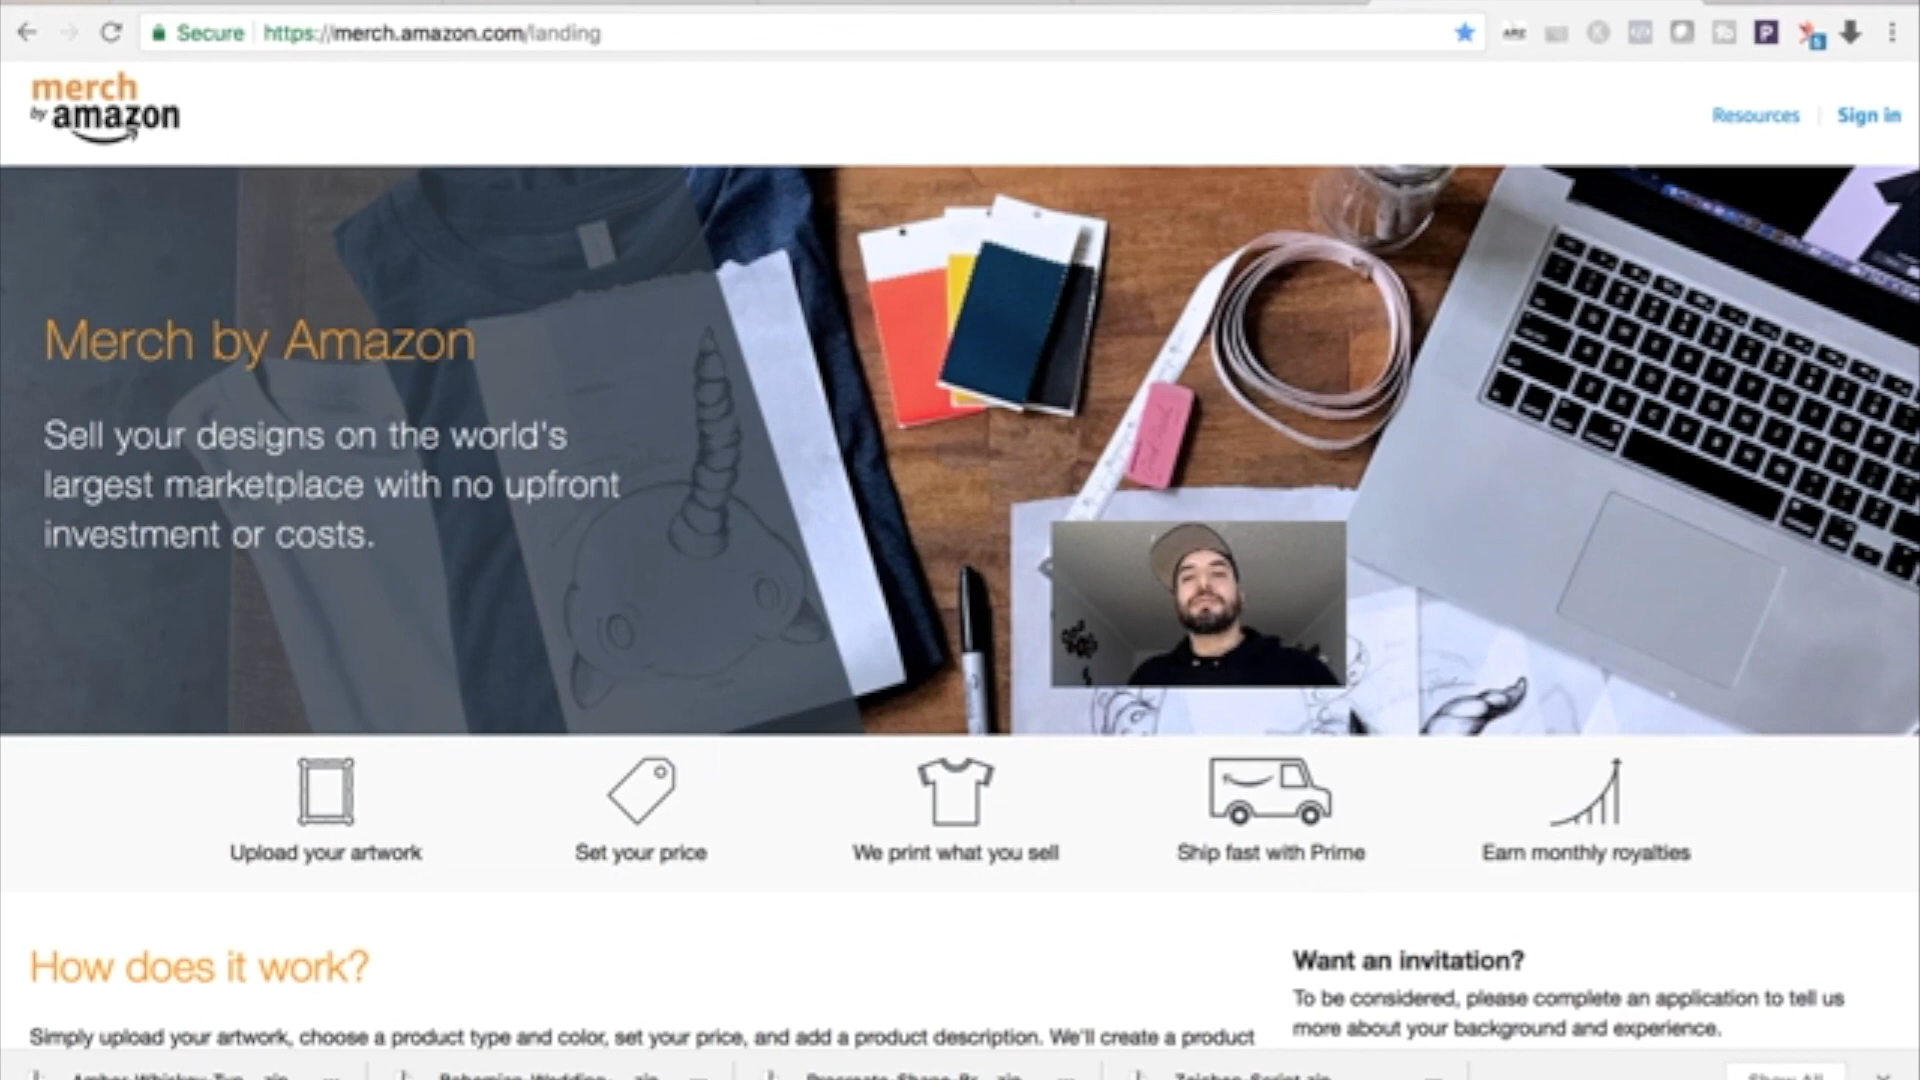 Secure https://merch.amazon.com/landing
merch
by amazon
Resources Sign in
Merch by Amazon
Sell your designs on the world's
largest marketplace with no upfront
investment or costs.
Upload your artwork
Set your price
We print what you sell
Ship fast with Prime
Earn monthly royalties
How does it work?
Simply upload your artwork, choose a product type and color, set your price, and add a product description. We'll create a product
Want an invitation?
To be considered, please complete an application to tell us
more about your background and experience.